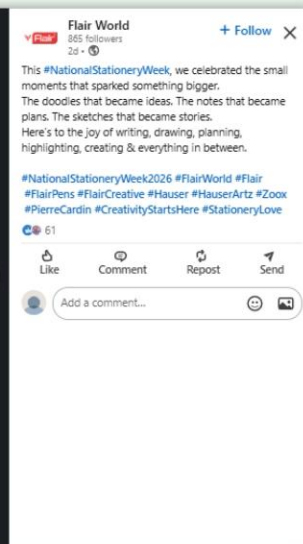 Flair World
Flair
865 followers
2d •
+ Follow
This #NationalStationeryWeek, we celebrated the small
moments that sparked something bigger.
The doodles that became ideas. The notes that became
plans. The sketches that became stories.
Here's to the joy of writing, drawing, planning,
highlighting, creating & everything in between.
#NationalStationeryWeek2026 #FlairWorld #Flair
#FlairPens #FlairCreative #Hauser #HauserArtz #Zoox
#PierreCardin #CreativityStartsHere #StationeryLove
61
Like Comment Repost Send
Add a comment...